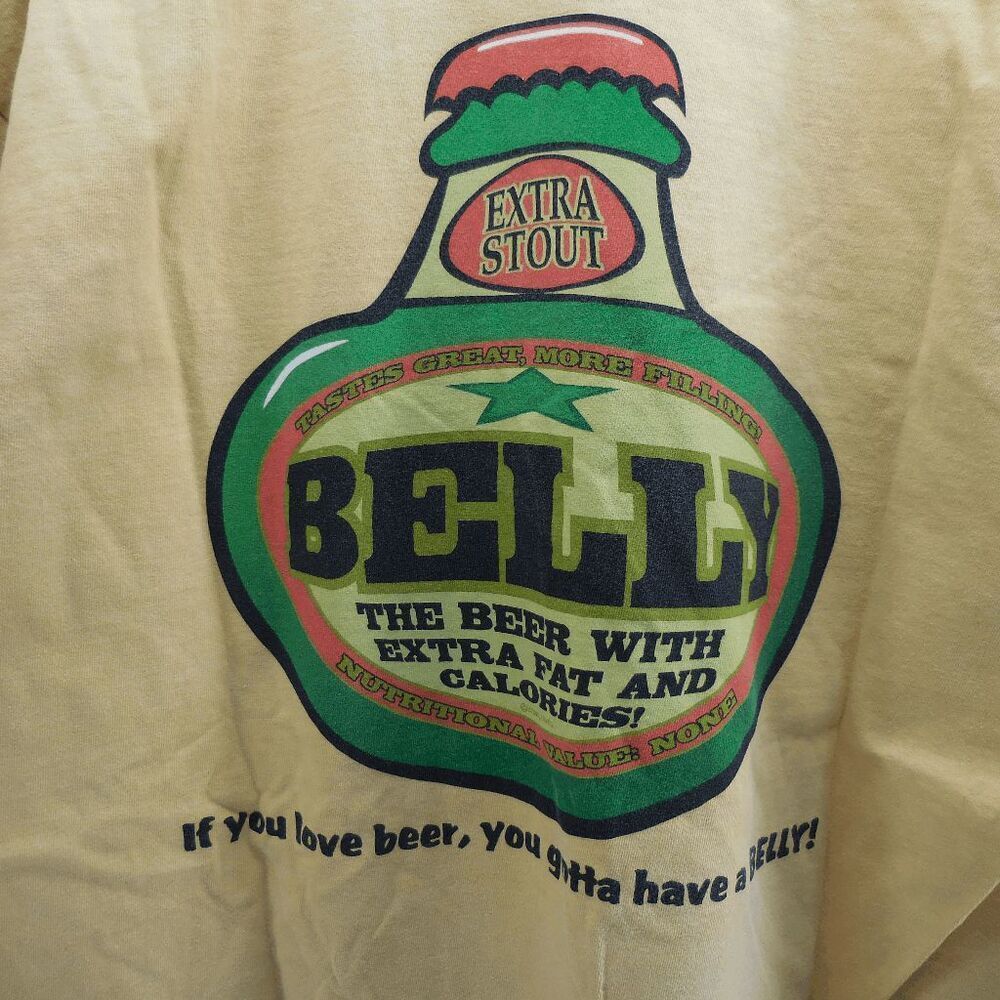 EXTRA
STOUT
TASTES GREAT, MORE FILLING!
BELLY
THE BEER WITH
EXTRA FAT AND
CALORIES!
NUTRITIONAL VALUE: NONE
If you love beer, you gotta have a BELLY!